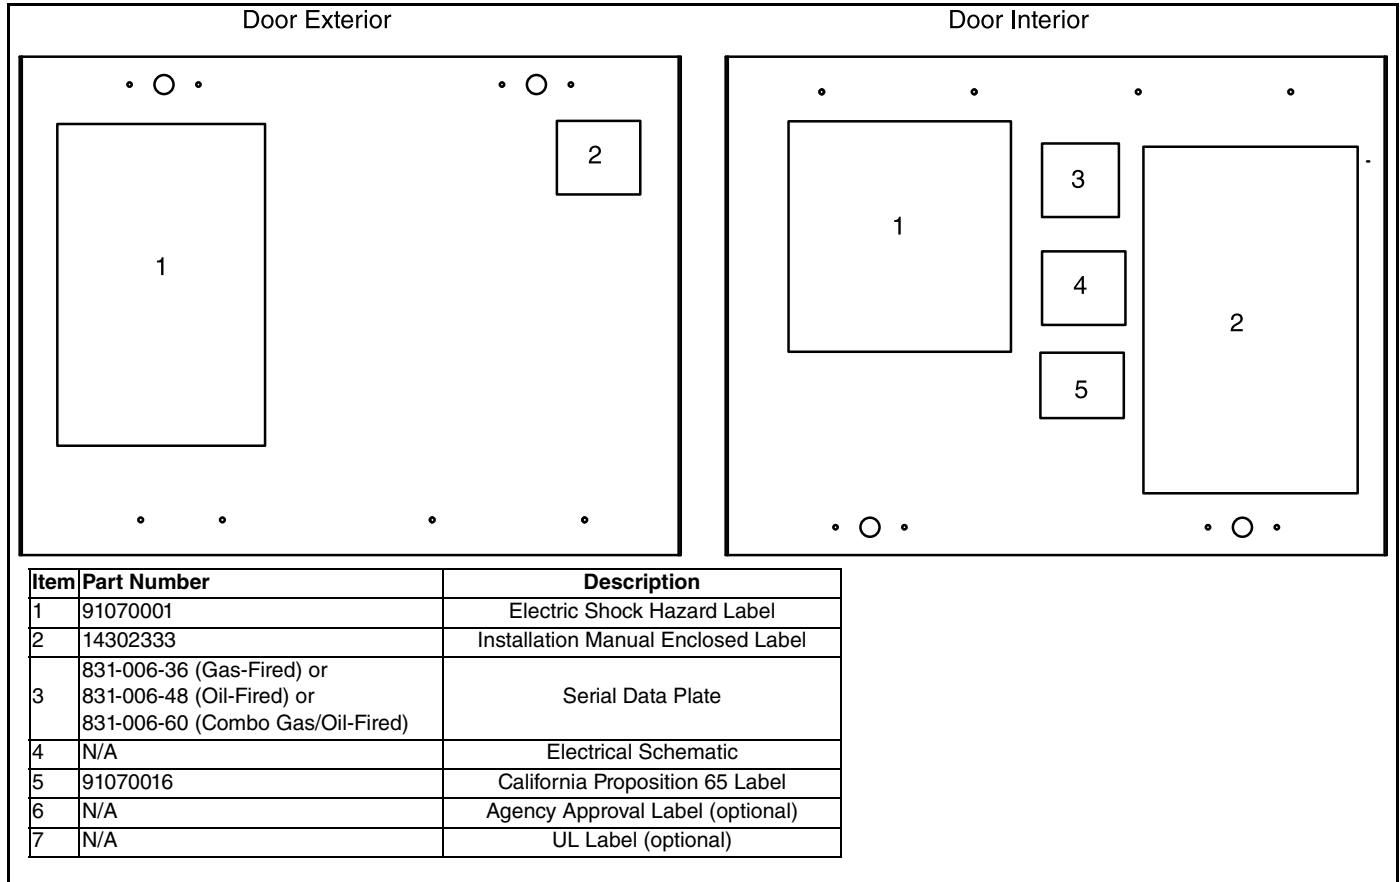 Door Exterior
Door Interior
1
2
1
3
4
5
2
Item Part Number Description
1 91070001 Electric Shock Hazard Label
2 14302333 Installation Manual Enclosed Label
3 831-006-36 (Gas-Fired) or
831-006-48 (Oil-Fired) or
831-006-60 (Combo Gas/Oil-Fired) Serial Data Plate
4 N/A Electrical Schematic
5 91070016 California Proposition 65 Label
6 N/A Agency Approval Label (optional)
7 N/A UL Label (optional)